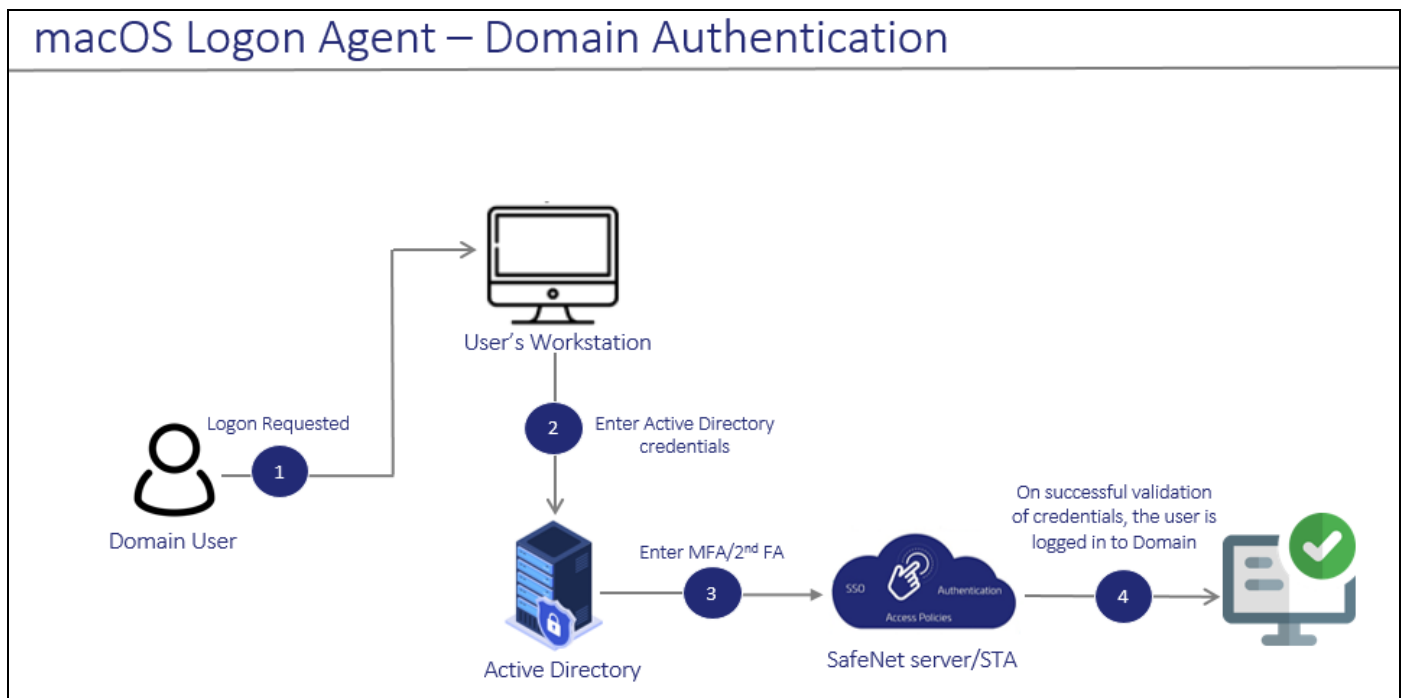 macOS Logon Agent – Domain Authentication
User's Workstation
Logon Requested
1
Domain User
2
Enter Active Directory
credentials
Active Directory
Enter MFA/2nd FA
3
SSO
Authentication
Access Policies
SafeNet server/STA
On successful validation
of credentials, the user is
logged in to Domain
4